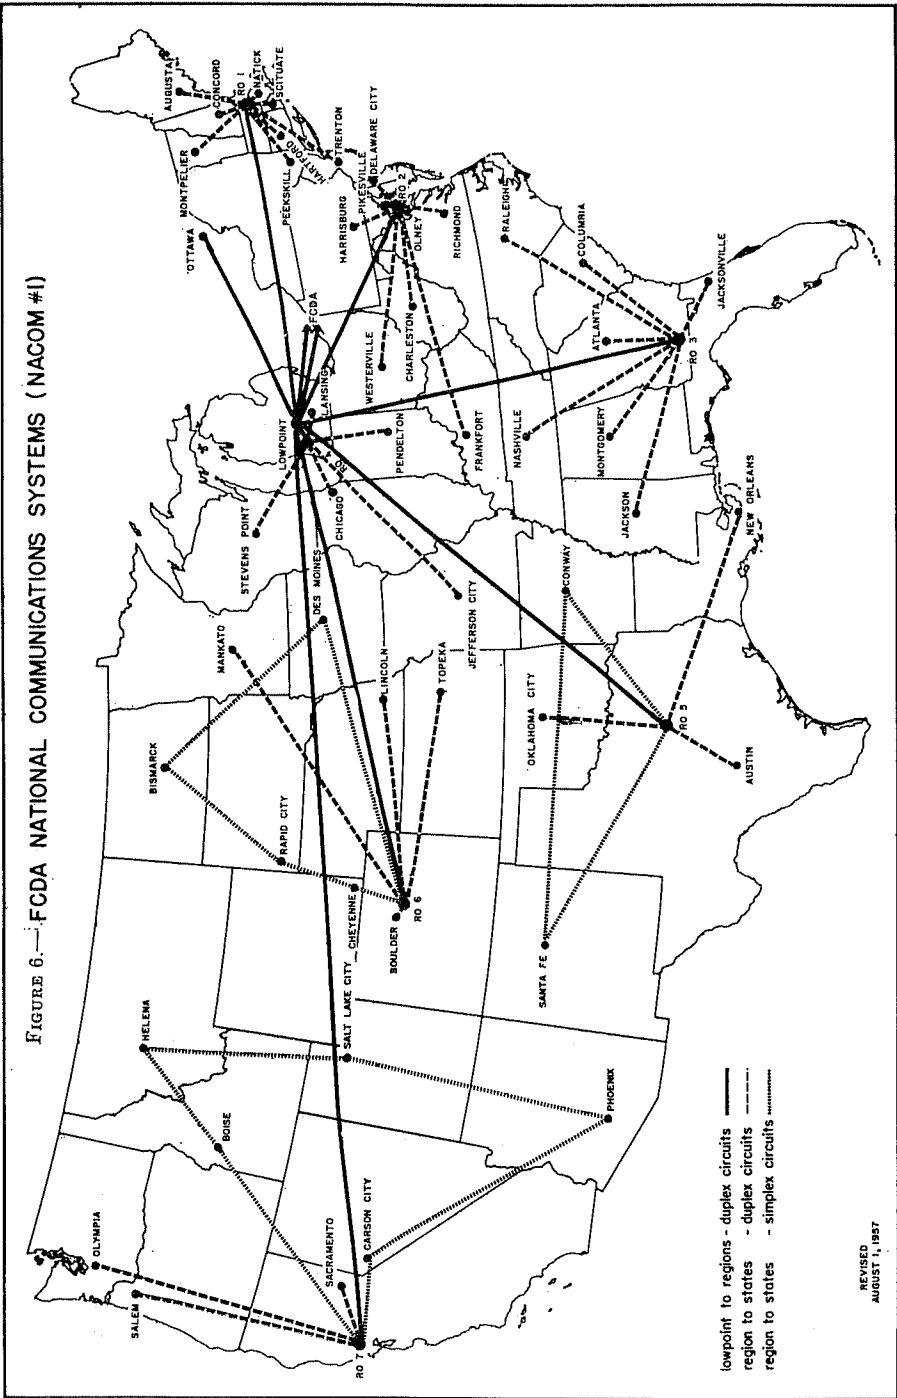 FIGURE 6.— FCDA NATIONAL COMMUNICATIONS SYSTEMS (NACOM #1)
OLYMPIA
SALEM
HELENA
BOISE
SACRAMENTO
CARSON CITY
RO 7
SALT LAKE CITY
PHOENIX
BISMARCK
RAPID CITY
CHEYENNE
BOULDER
RO 6
MANKATO
DES MOINES
LINCOLN
TOPEKA
SANTA FE
OKLAHOMA CITY
CONWAY
RO 5
AUSTIN
NEW ORLEANS
STEVENS POINT
LOWPOINT
LANSING
FCDA
RO 4
CHICAGO
JEFFERSON CITY
PENDELTON
WESTERVILLE
CHARLESTON
FRANKFORT
NASHVILLE
MONTGOMERY
JACKSON
ATLANTA
RO 3
JACKSONVILLE
COLUMBIA
RALEIGH
RICHMOND
OLNEY
RO 2
HARRISBURG
PIKESVILLE
DELAWARE CITY
TRENTON
OTTAWA
MONTPELIER
AUGUSTA
CONCORD
RO 1
NATICK
SCITUATE
HARTFORD
PEEKSKILL
lowpoint to regions - duplex circuits
region to states - duplex circuits
region to states - simplex circuits
REVISED
AUGUST 1, 1957